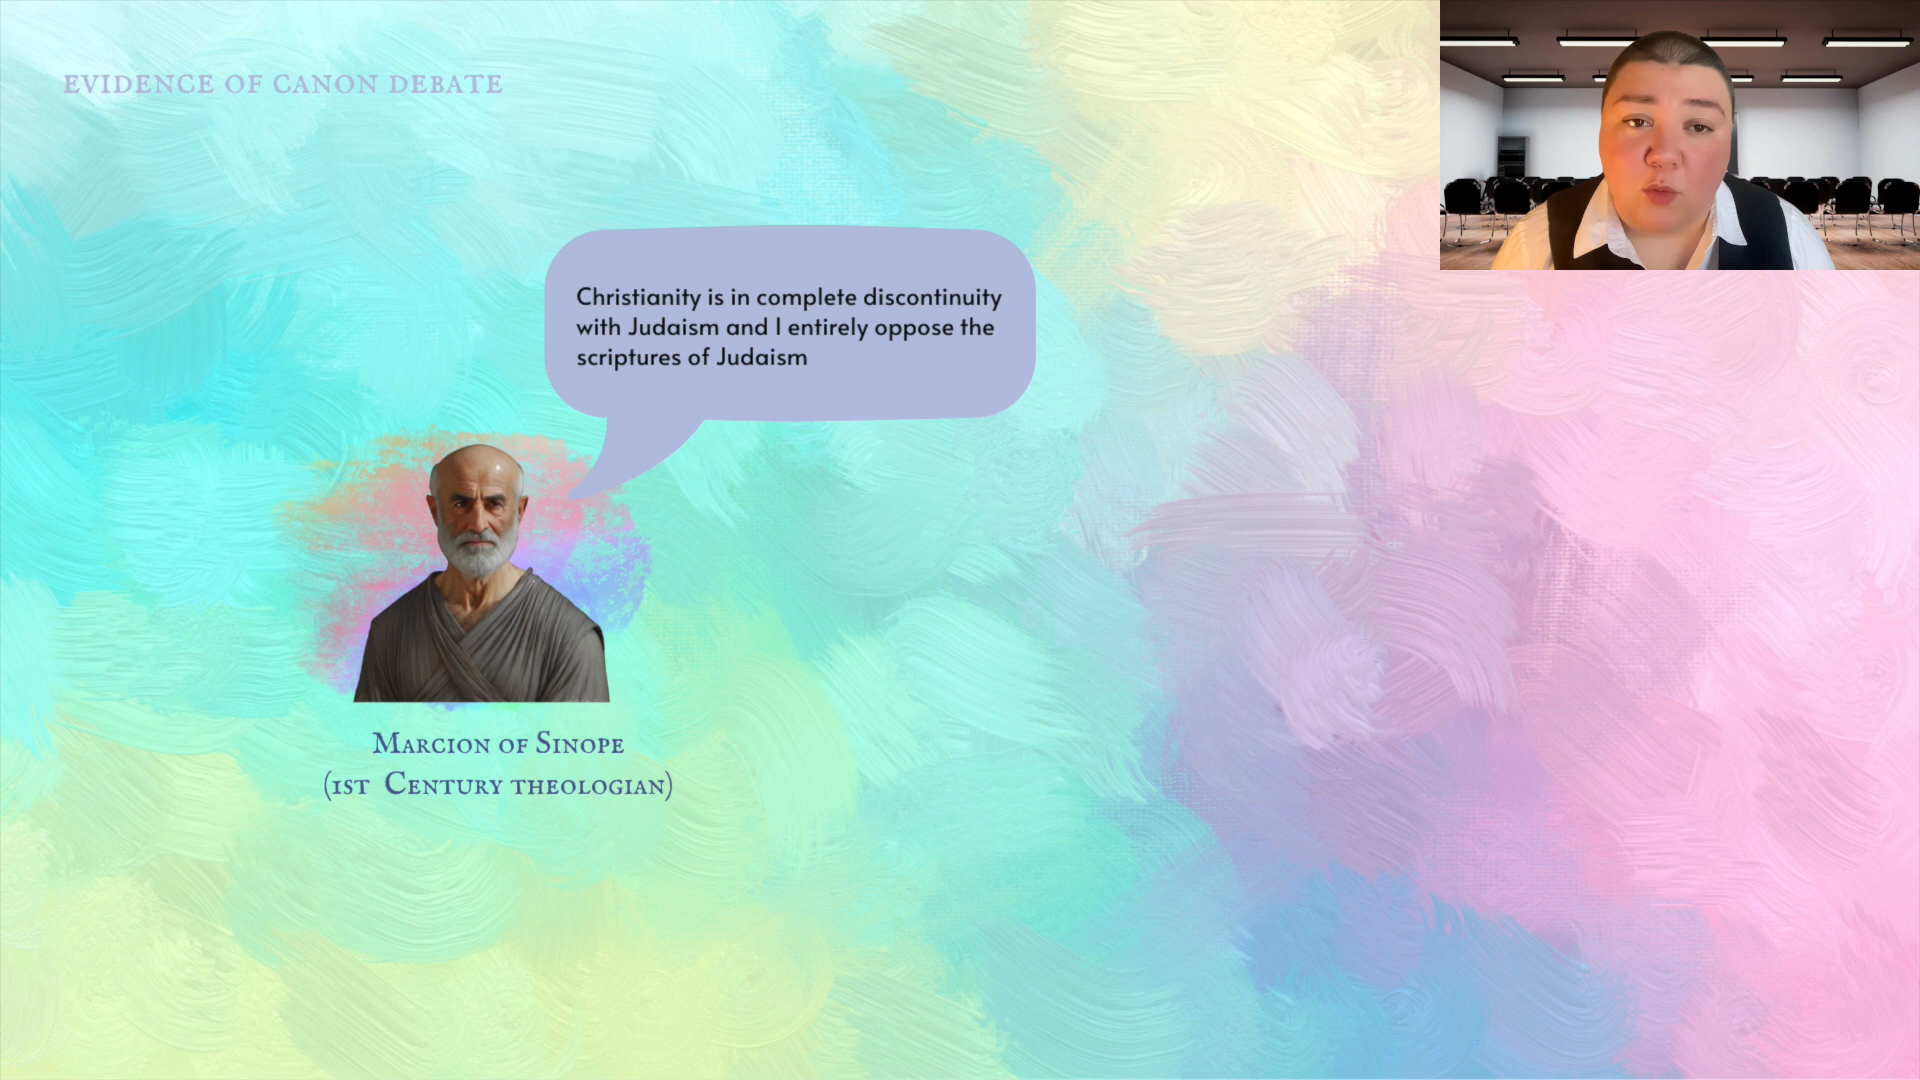 EVIDENCE OF CANON DEBATE
Christianity is in complete discontinuity
with Judaism and I entirely oppose the
scriptures of Judaism
Marcion of Sinope
(1st Century theologian)